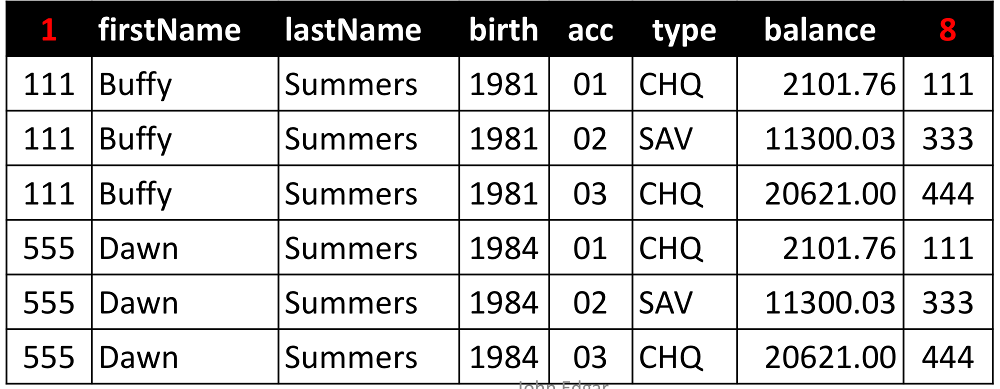 1 firstName lastName birth acc type balance 8
111 Buffy Summers 1981 01 CHQ 2101.76 111
111 Buffy Summers 1981 02 SAV 11300.03 333
111 Buffy Summers 1981 03 CHQ 20621.00 444
555 Dawn Summers 1984 01 CHQ 2101.76 111
555 Dawn Summers 1984 02 SAV 11300.03 333
555 Dawn Summers 1984 03 CHQ 20621.00 444
John Edgar